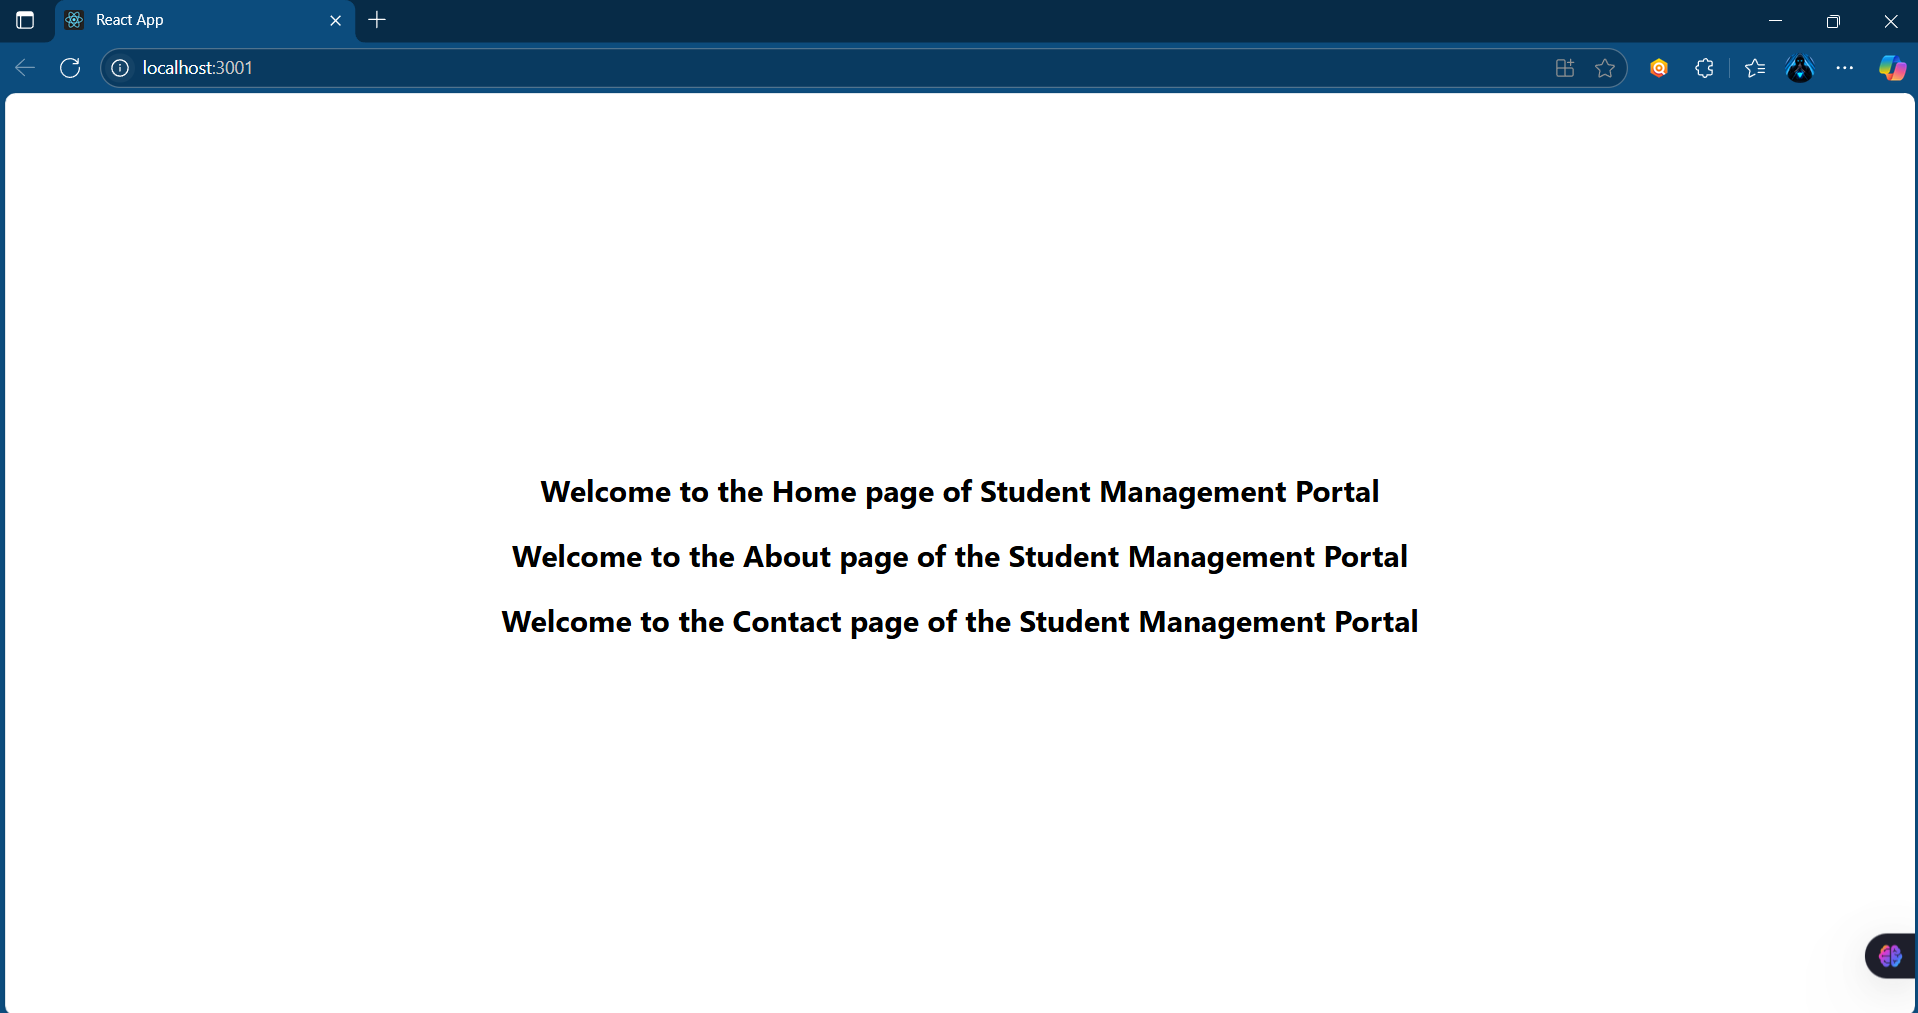 React App
localhost:3001
Welcome to the Home page of Student Management Portal
Welcome to the About page of the Student Management Portal
Welcome to the Contact page of the Student Management Portal